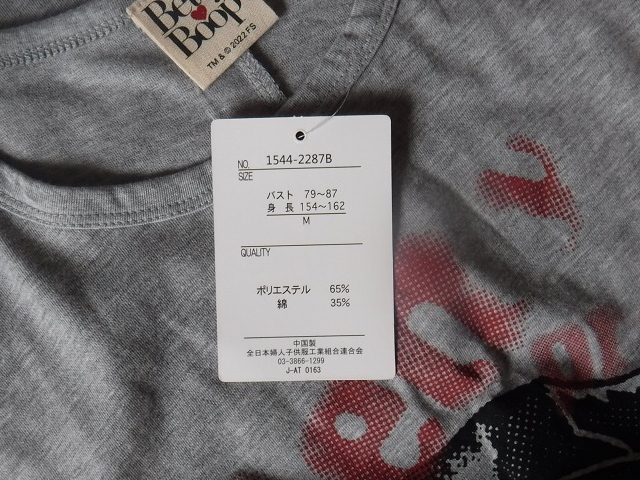 Betty
Boop
TM & © 2022 FS
NO. 1544-2287B
SIZE
バスト 79～87
身 長 154～162
M
QUALITY
ポリエステル 65%
綿 35%
中国製
全日本婦人子供服工業組合連合会
03-3866-1299
J-AT 0163